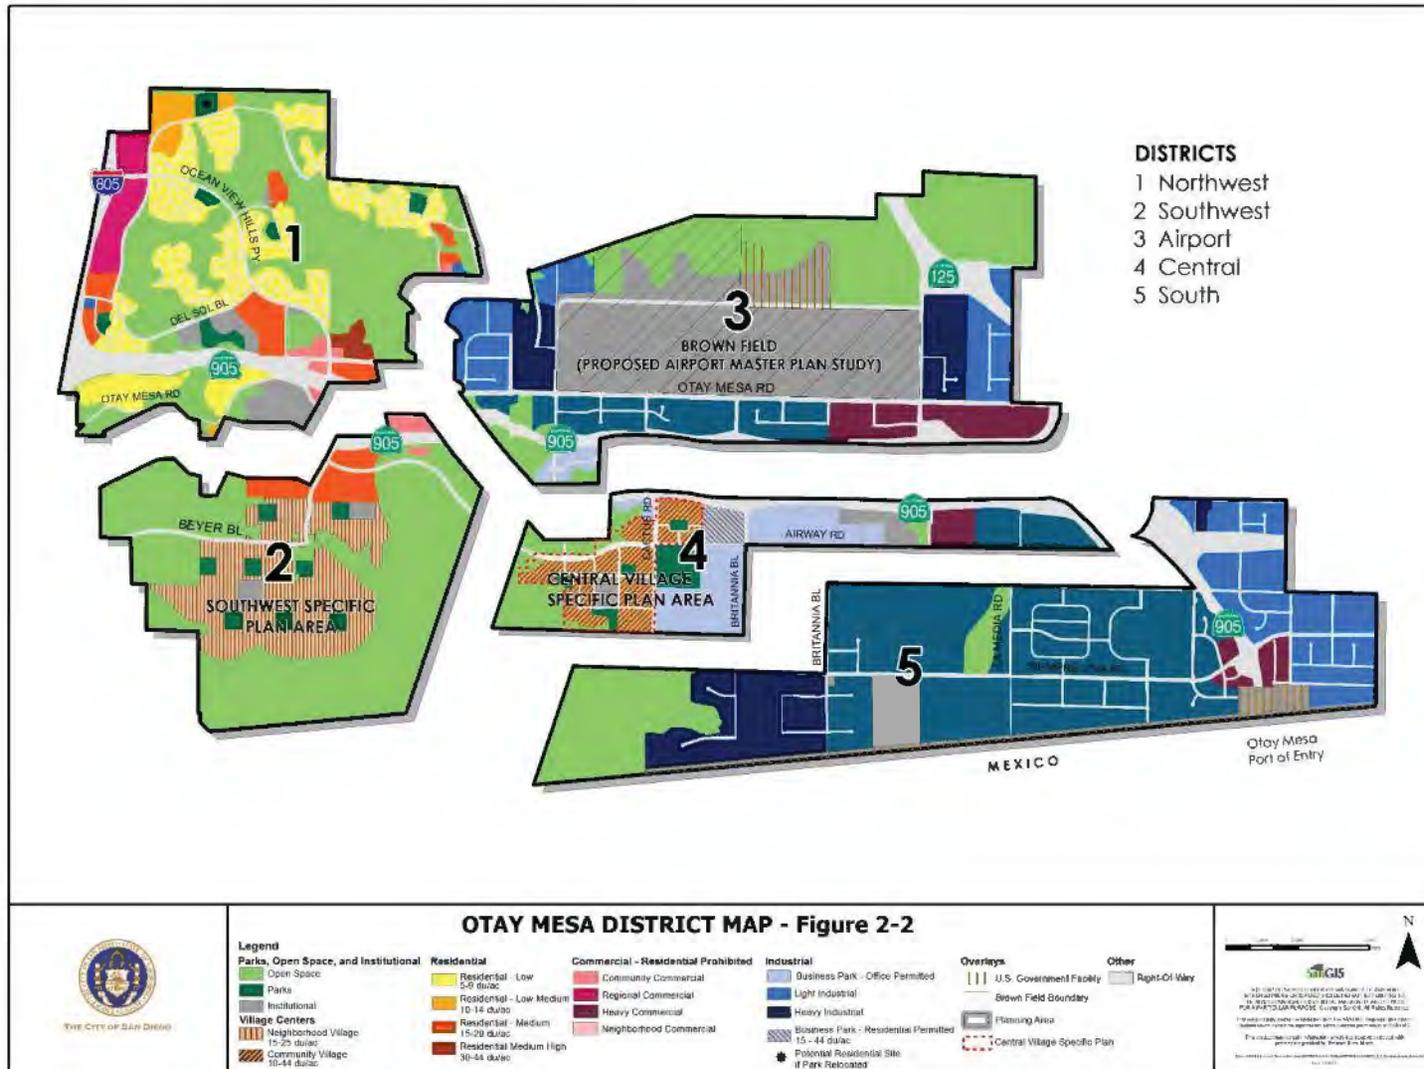 DISTRICTS
1 Northwest
2 Southwest
3 Airport
4 Central
5 South
805
OCEAN VIEW HILLS PY
1
DEL SOL BL
905
OTAY MESA RD
125
3
BROWN FIELD
(PROPOSED AIRPORT MASTER PLAN STUDY)
OTAY MESA RD
905
905
BEYER BL
2
SOUTHWEST SPECIFIC
PLAN AREA
905
AIRWAY RD
4
CENTRAL VILLAGE
SPECIFIC PLAN AREA
BRITANNIA BL
BRITANNIA BL
LA MEDIA RD
905
5
MEXICO
Otay Mesa
Port of Entry
OTAY MESA DISTRICT MAP - Figure 2-2
THE CITY OF SAN DIEGO
Legend
Parks, Open Space, and Institutional
Open Space
Parks
Institutional
Village Centers
Neighborhood Village
15-25 du/ac
Community Village
10-44 du/ac
Residential
Residential - Low
5-9 du/ac
Residential - Low Medium
10-14 du/ac
Residential - Medium
15-29 du/ac
Residential Medium High
30-44 du/ac
Commercial - Residential Prohibited
Community Commercial
Regional Commercial
Heavy Commercial
Neighborhood Commercial
Industrial
Business Park - Office Permitted
Light Industrial
Heavy Industrial
Business Park - Residential Permitted
15 - 44 du/ac
Potential Residential Site
if Park Relocated
Overlays
U.S. Government Facility
Brown Field Boundary
Planning Area
Central Village Specific Plan
Other
Right-Of-Way
N
SanGIS